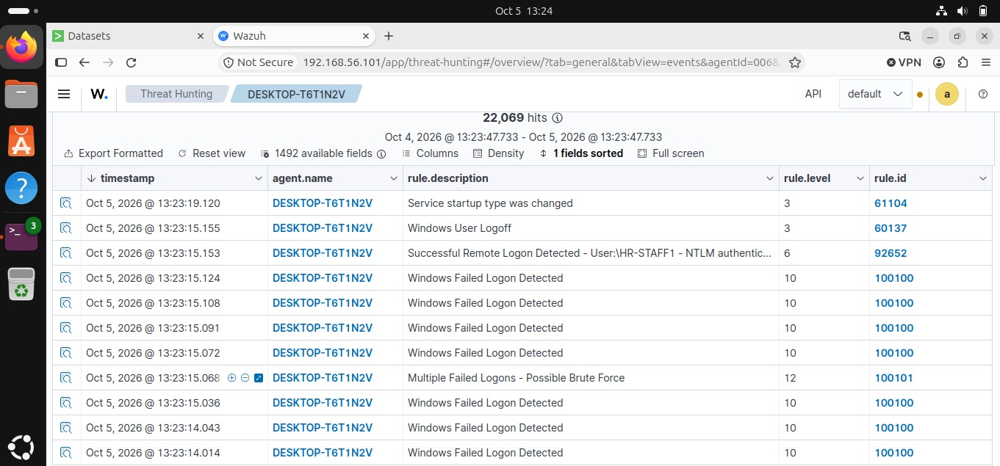 Oct 5 13:24
Datasets
Wazuh
Not Secure 192.168.56.101/app/threat-hunting#/overview/?tab=general&tabView=events&agentId=006&
VPN
W. Threat Hunting DESKTOP-T6T1N2V API default a
22,069 hits
Oct 4, 2026 @ 13:23:47.733 - Oct 5, 2026 @ 13:23:47.733
Export Formatted Reset view 1492 available fields Columns Density 1 fields sorted Full screen
timestamp agent.name rule.description rule.level rule.id
Oct 5, 2026 @ 13:23:19.120 DESKTOP-T6T1N2V Service startup type was changed 3 61104
Oct 5, 2026 @ 13:23:15.155 DESKTOP-T6T1N2V Windows User Logoff 3 60137
Oct 5, 2026 @ 13:23:15.153 DESKTOP-T6T1N2V Successful Remote Logon Detected - User:\HR-STAFF1 - NTLM authentic... 6 92652
Oct 5, 2026 @ 13:23:15.124 DESKTOP-T6T1N2V Windows Failed Logon Detected 10 100100
Oct 5, 2026 @ 13:23:15.108 DESKTOP-T6T1N2V Windows Failed Logon Detected 10 100100
Oct 5, 2026 @ 13:23:15.091 DESKTOP-T6T1N2V Windows Failed Logon Detected 10 100100
Oct 5, 2026 @ 13:23:15.072 DESKTOP-T6T1N2V Windows Failed Logon Detected 10 100100
Oct 5, 2026 @ 13:23:15.068 DESKTOP-T6T1N2V Multiple Failed Logons - Possible Brute Force 12 100101
Oct 5, 2026 @ 13:23:15.036 DESKTOP-T6T1N2V Windows Failed Logon Detected 10 100100
Oct 5, 2026 @ 13:23:14.043 DESKTOP-T6T1N2V Windows Failed Logon Detected 10 100100
Oct 5, 2026 @ 13:23:14.014 DESKTOP-T6T1N2V Windows Failed Logon Detected 10 100100
3